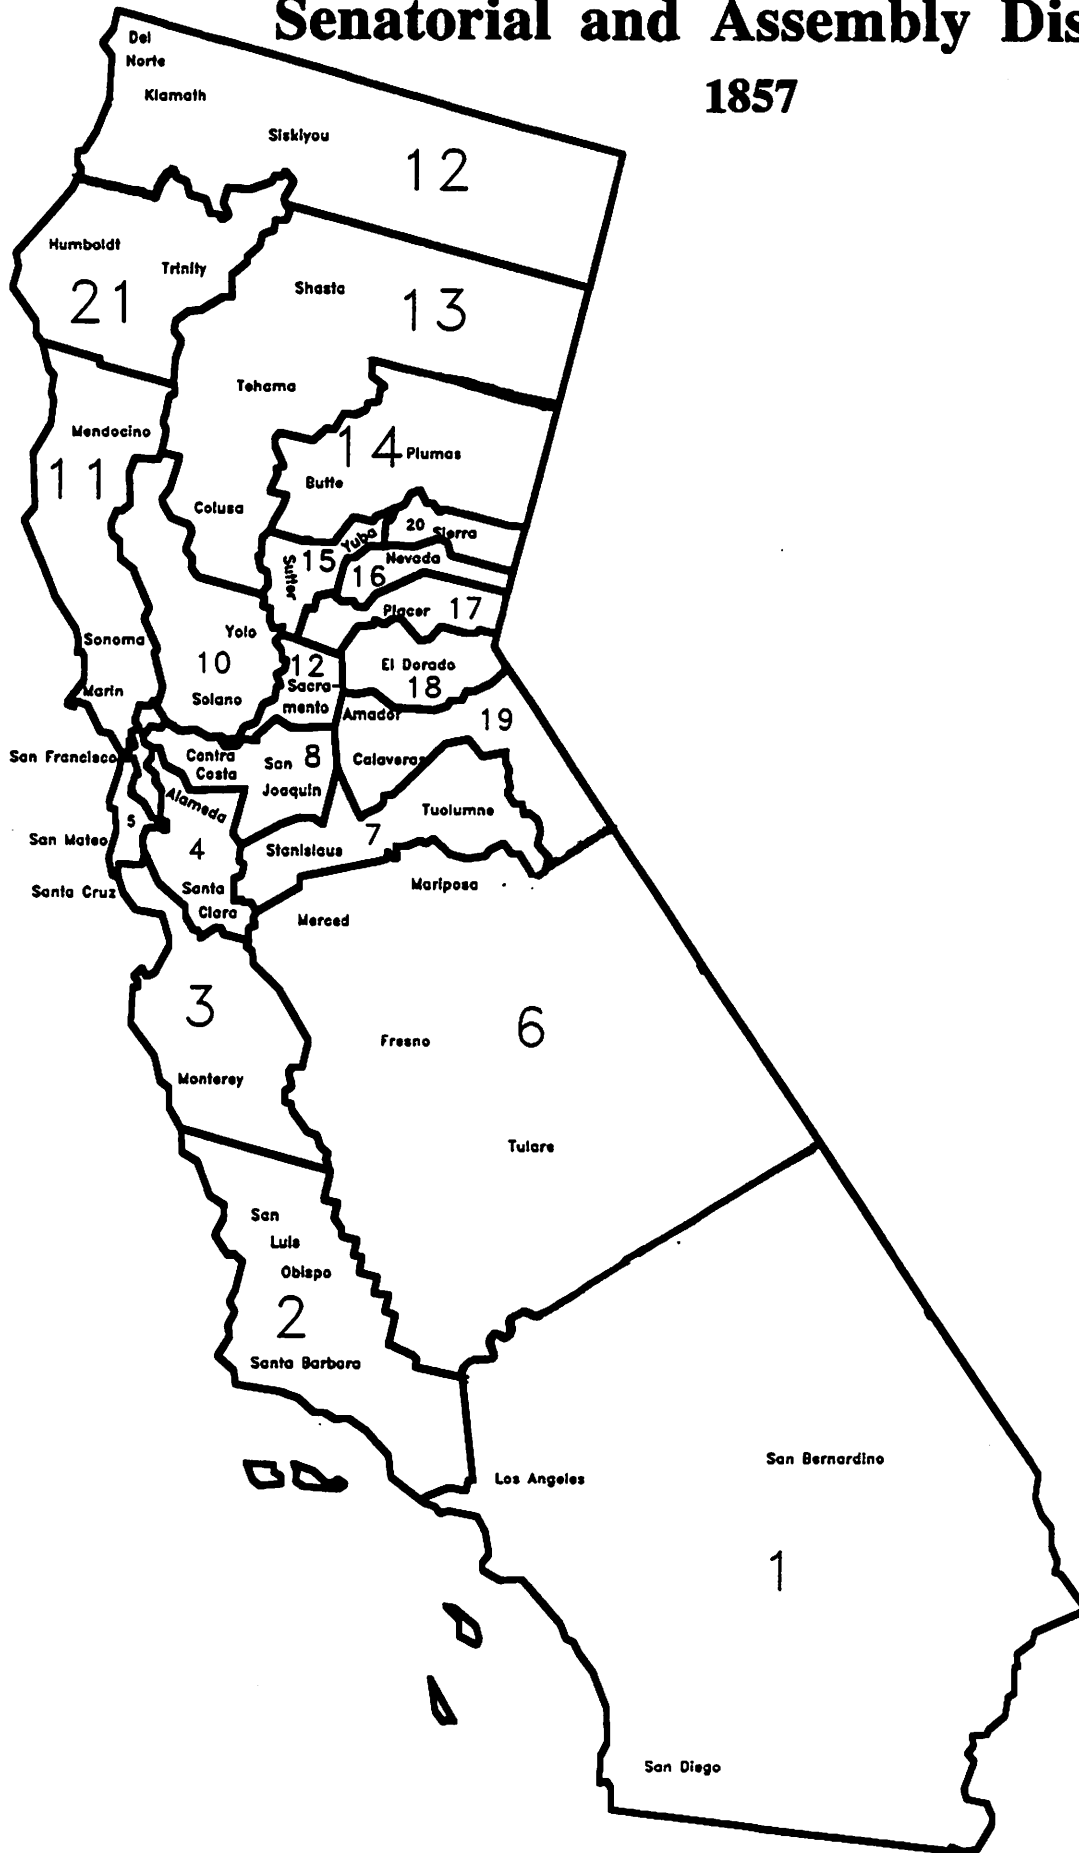 Senatorial and Assembly Dis
1857
Del
Norte
Klamath
Siskiyou
12
Humboldt
Trinity
21
Shasta
13
Tehama
Mendocino
11
14 Plumas
Butte
Colusa
20 Sierra
Yuba
15
Sutter
Nevada
16
Placer 17
Sonoma
Yolo
10
12
El Dorado
18
Sacra-
mento
Solano
Marin
Amador
19
San Francisco
Contra
Costa
San 8
Joaquin
Calaveras
Alameda
Tuolumne
5
San Mateo
4
Stanislaus
7
Santa Cruz
Santa
Clara
Mariposa
Merced
3
6
Fresno
Monterey
Tulare
San
Luis
Obispo
2
Santa Barbara
Los Angeles
San Bernardino
1
San Diego